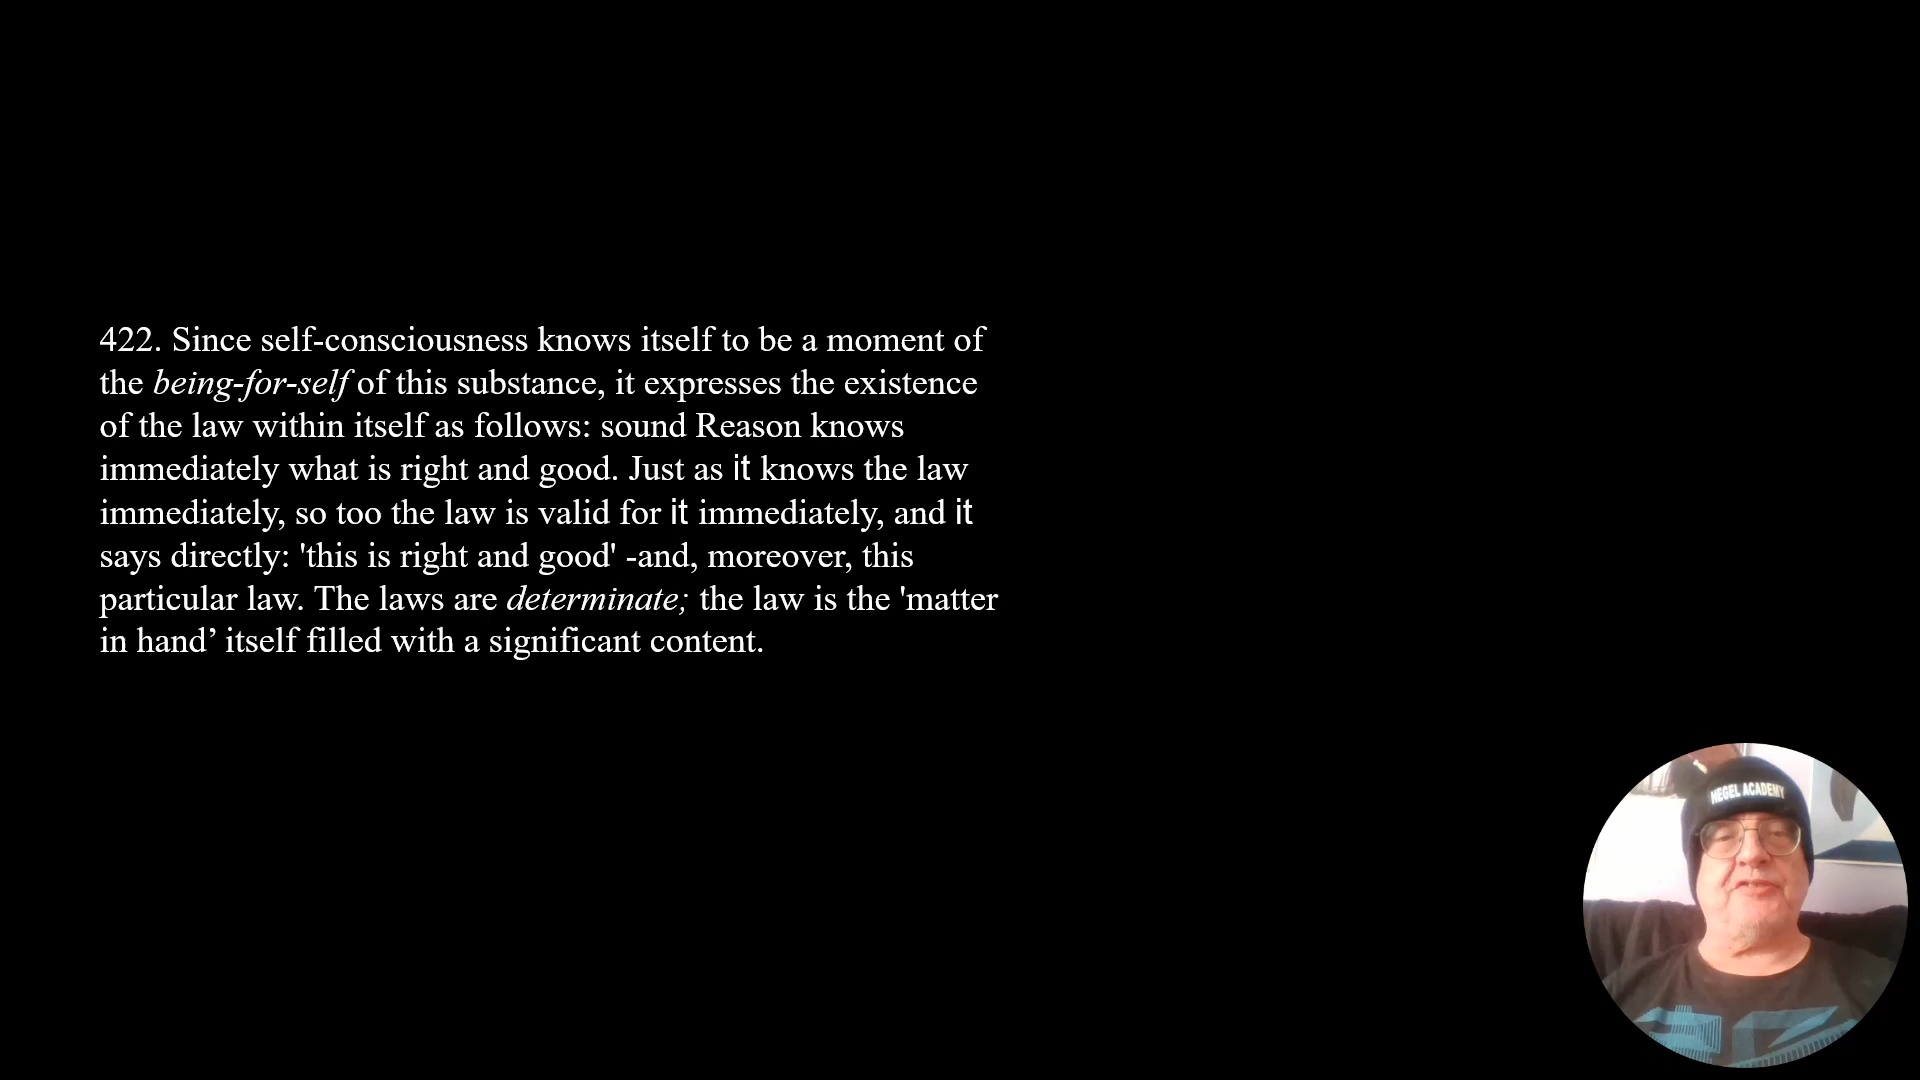 422. Since self-consciousness knows itself to be a moment of
the being-for-self of this substance, it expresses the existence
of the law within itself as follows: sound Reason knows
immediately what is right and good. Just as it knows the law
immediately, so too the law is valid for it immediately, and it
says directly: 'this is right and good' -and, moreover, this
particular law. The laws are determinate; the law is the 'matter
in hand’ itself filled with a significant content.
HEGEL ACADEMY